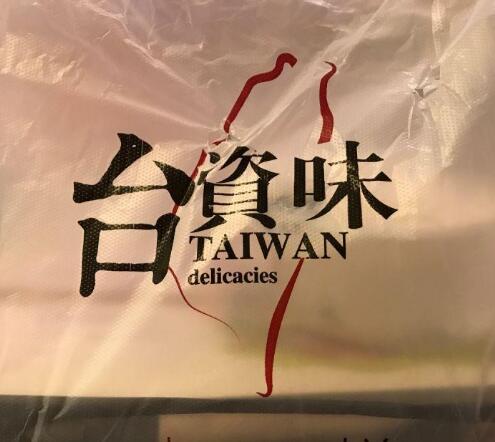 台資味
TAIWAN
delicacies